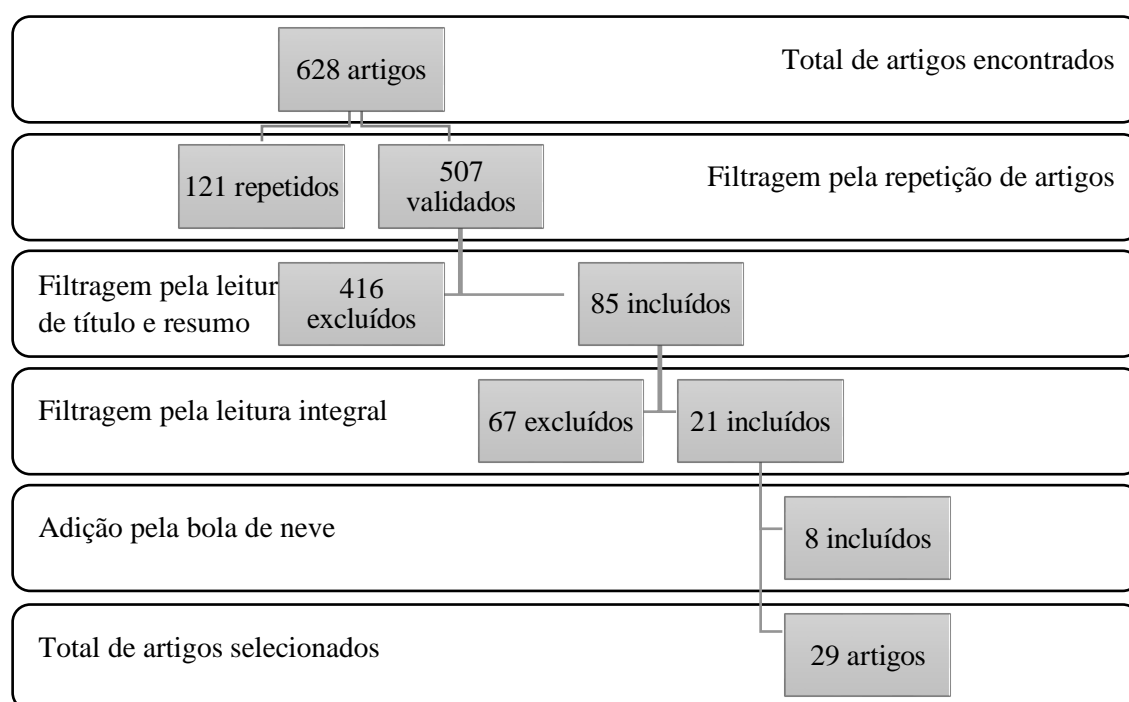 628 artigos
Total de artigos encontrados
121 repetidos
507
validados
Filtragem pela repetição de artigos
Filtragem pela leitur
de título e resumo
416
excluídos
85 incluídos
Filtragem pela leitura integral
67 excluídos
21 incluídos
Adição pela bola de neve
8 incluídos
Total de artigos selecionados
29 artigos